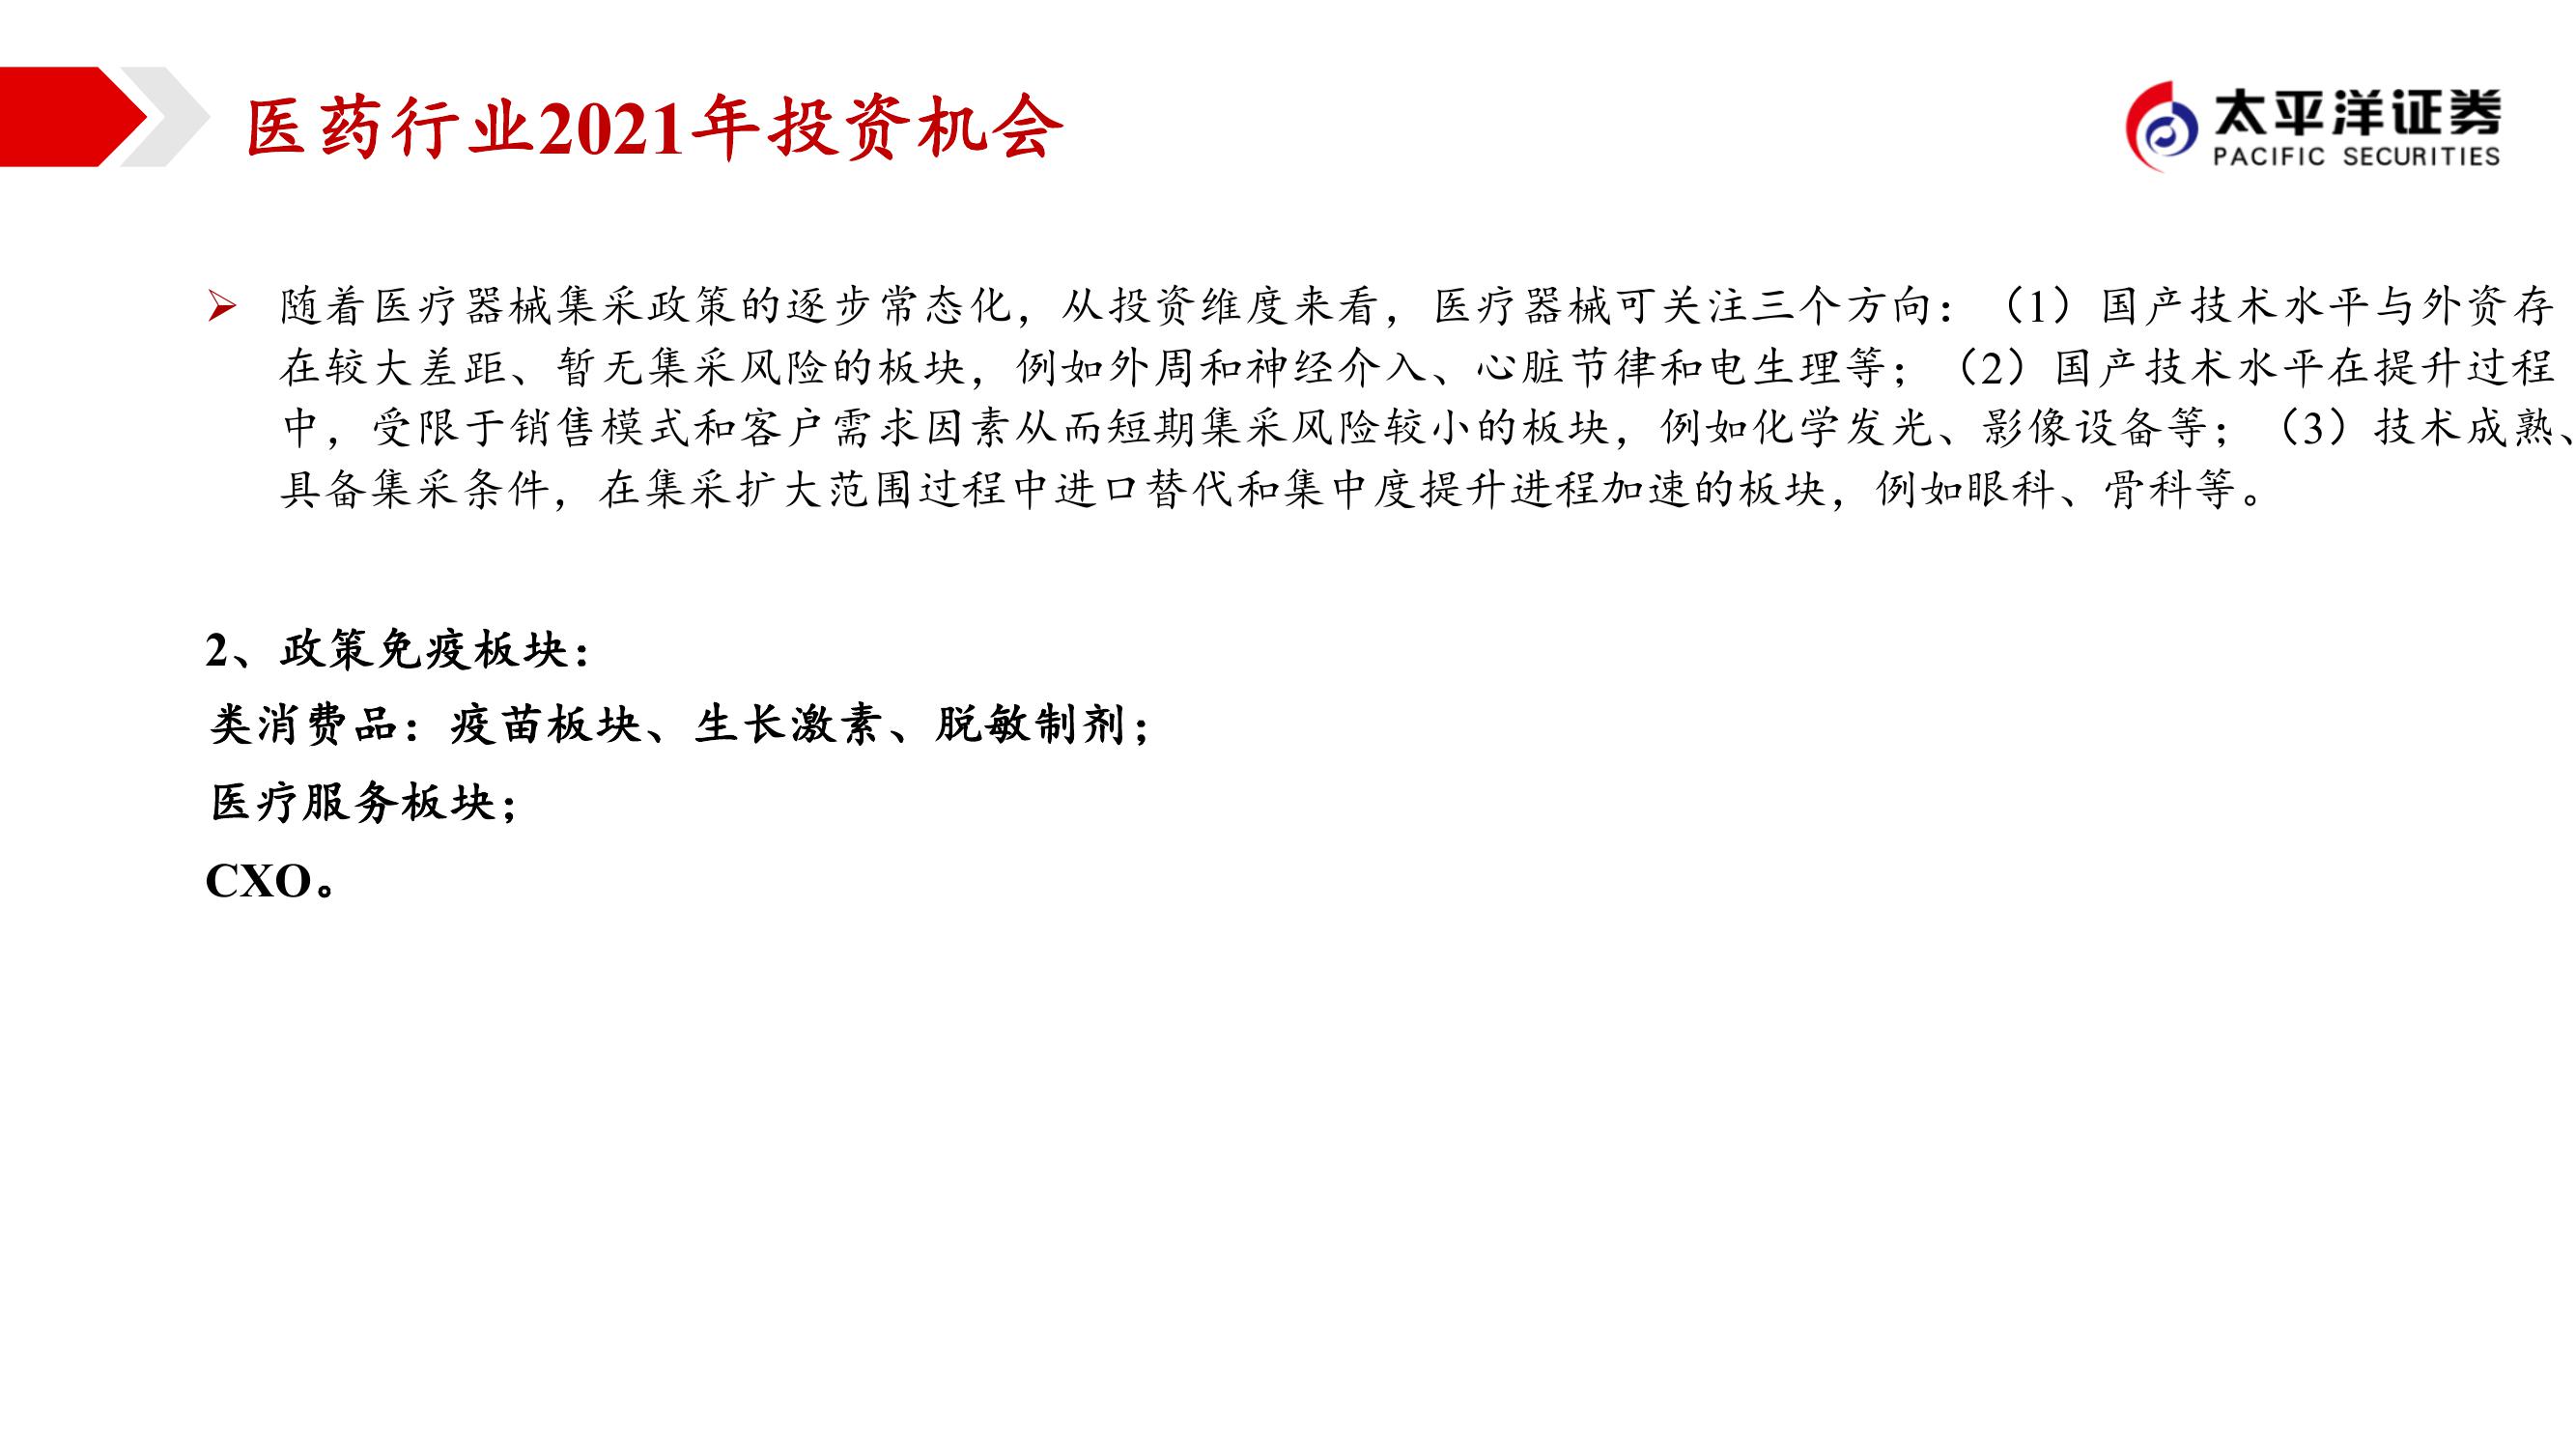 医药行业2021年投资机会
太平洋证券
PACIFIC SECURITIES
随着医疗器械集采政策的逐步常态化，从投资维度来看，医疗器械可关注三个方向：（1）国产技术水平与外资存
在较大差距、暂无集采风险的板块，例如外周和神经介入、心脏节律和电生理等；（2）国产技术水平在提升过程
中，受限于销售模式和客户需求因素从而短期集采风险较小的板块，例如化学发光、影像设备等；（3）技术成熟、
具备集采条件，在集采扩大范围过程中进口替代和集中度提升进程加速的板块，例如眼科、骨科等。
2、政策免疫板块：
类消费品：疫苗板块、生长激素、脱敏制剂；
医疗服务板块；
CXO。